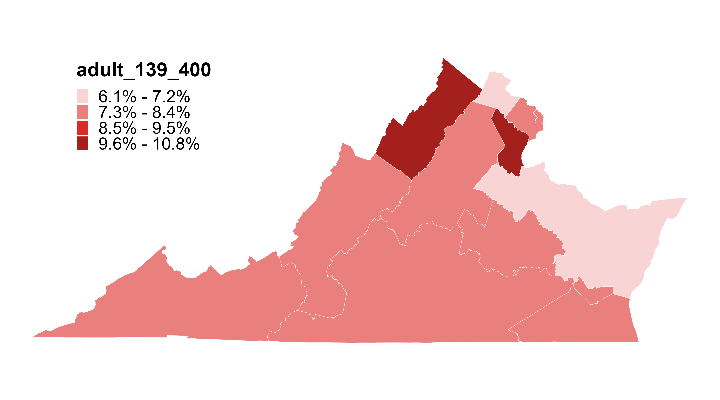 adult_139_400
6.1% - 7.2%
7.3% - 8.4%
8.5% - 9.5%
9.6% - 10.8%